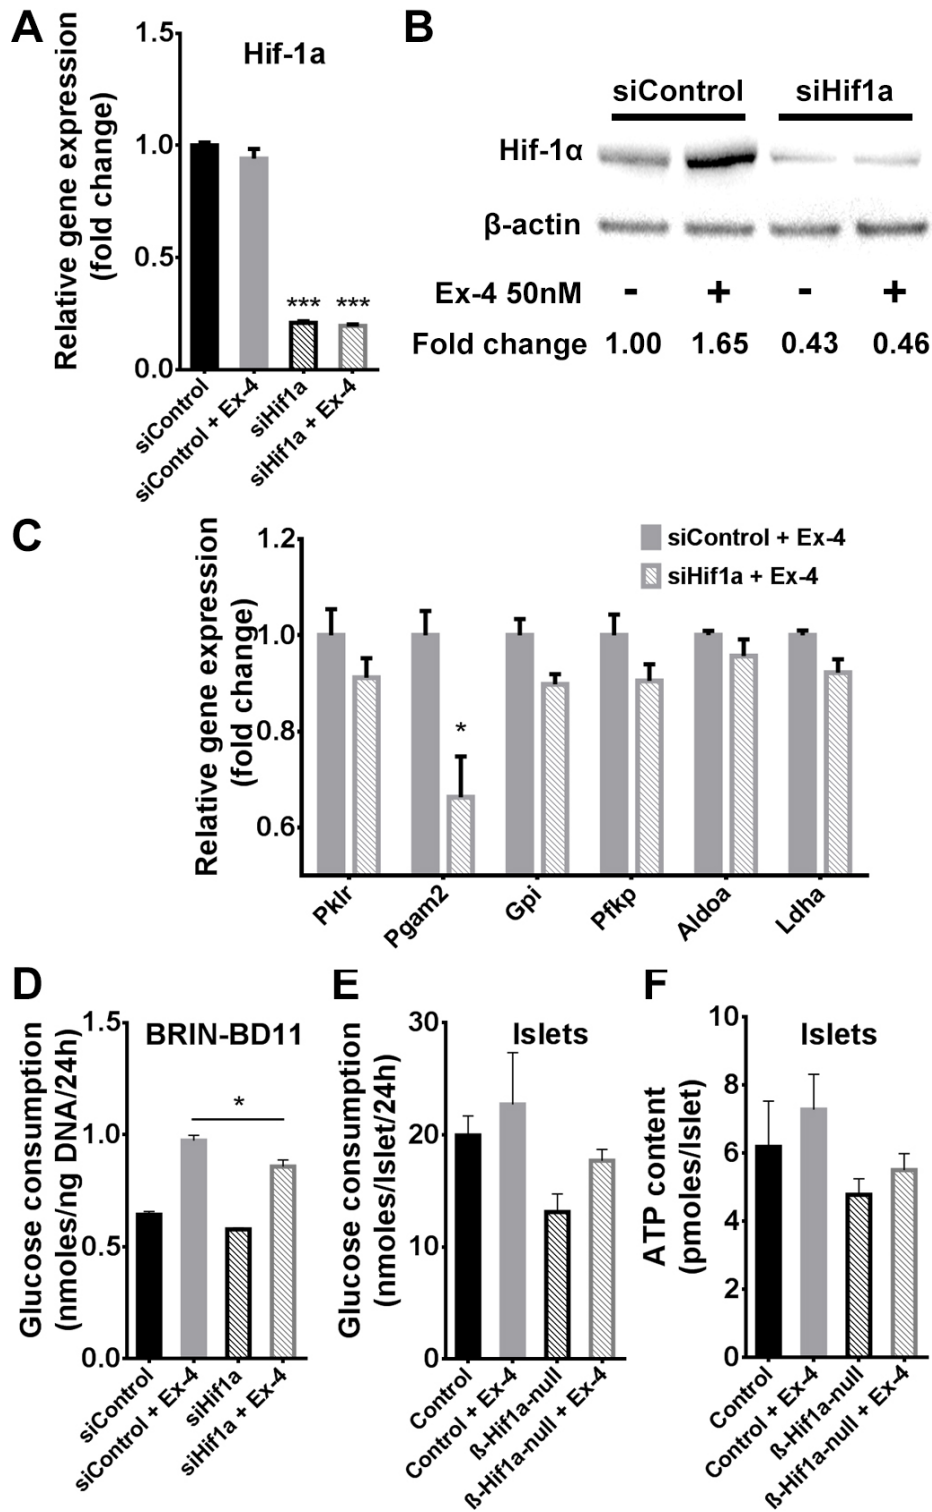 A
Hif-1a
Relative gene expression
(fold change)
1.5
1.0
0.5
0.0
***
***
siControl
siControl + Ex-4
siHif1a
siHif1a + Ex-4
B
siControl siHif1a
Hif-1α
β-actin
Ex-4 50nM - + - +
Fold change 1.00 1.65 0.43 0.46
C
Relative gene expression
(fold change)
1.2
1.0
0.8
0.6
siControl + Ex-4
siHif1a + Ex-4
*
Pklr
Pgam2
Gpi
Pfkp
Aldoa
Ldha
D
BRIN-BD11
Glucose consumption
(nmoles/ng DNA/24h)
1.5
1.0
0.5
0.0
*
siControl
siControl + Ex-4
siHif1a
siHif1a + Ex-4
E
Islets
Glucose consumption
(nmoles/Islet/24h)
30
20
10
0
Control
Control + Ex-4
ß-Hif1a-null
ß-Hif1a-null + Ex-4
F
Islets
ATP content
(pmoles/Islet)
10
8
6
4
2
0
Control
Control + Ex-4
ß-Hif1a-null
ß-Hif1a-null + Ex-4